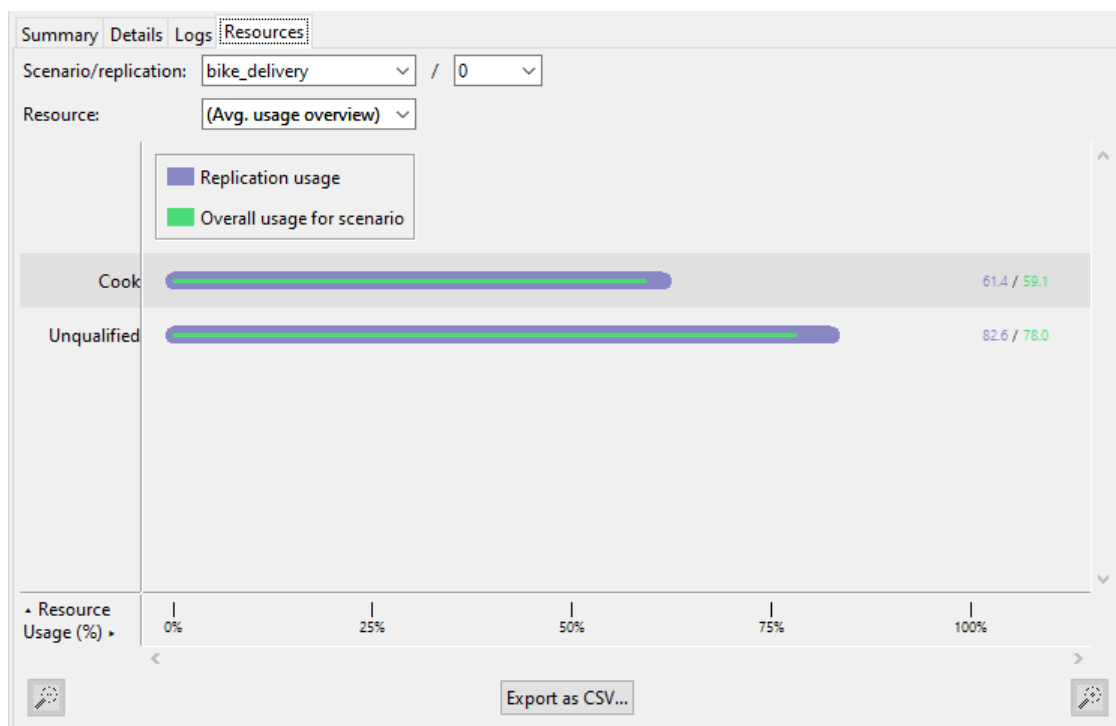 Summary Details Logs Resources
Scenario/replication: bike_delivery / 0
Resource: (Avg. usage overview)
Replication usage
Overall usage for scenario
Cook 61.4 / 59.1
Unqualified 82.6 / 78.0
Resource
Usage (%)
0% 25% 50% 75% 100%
Export as CSV...